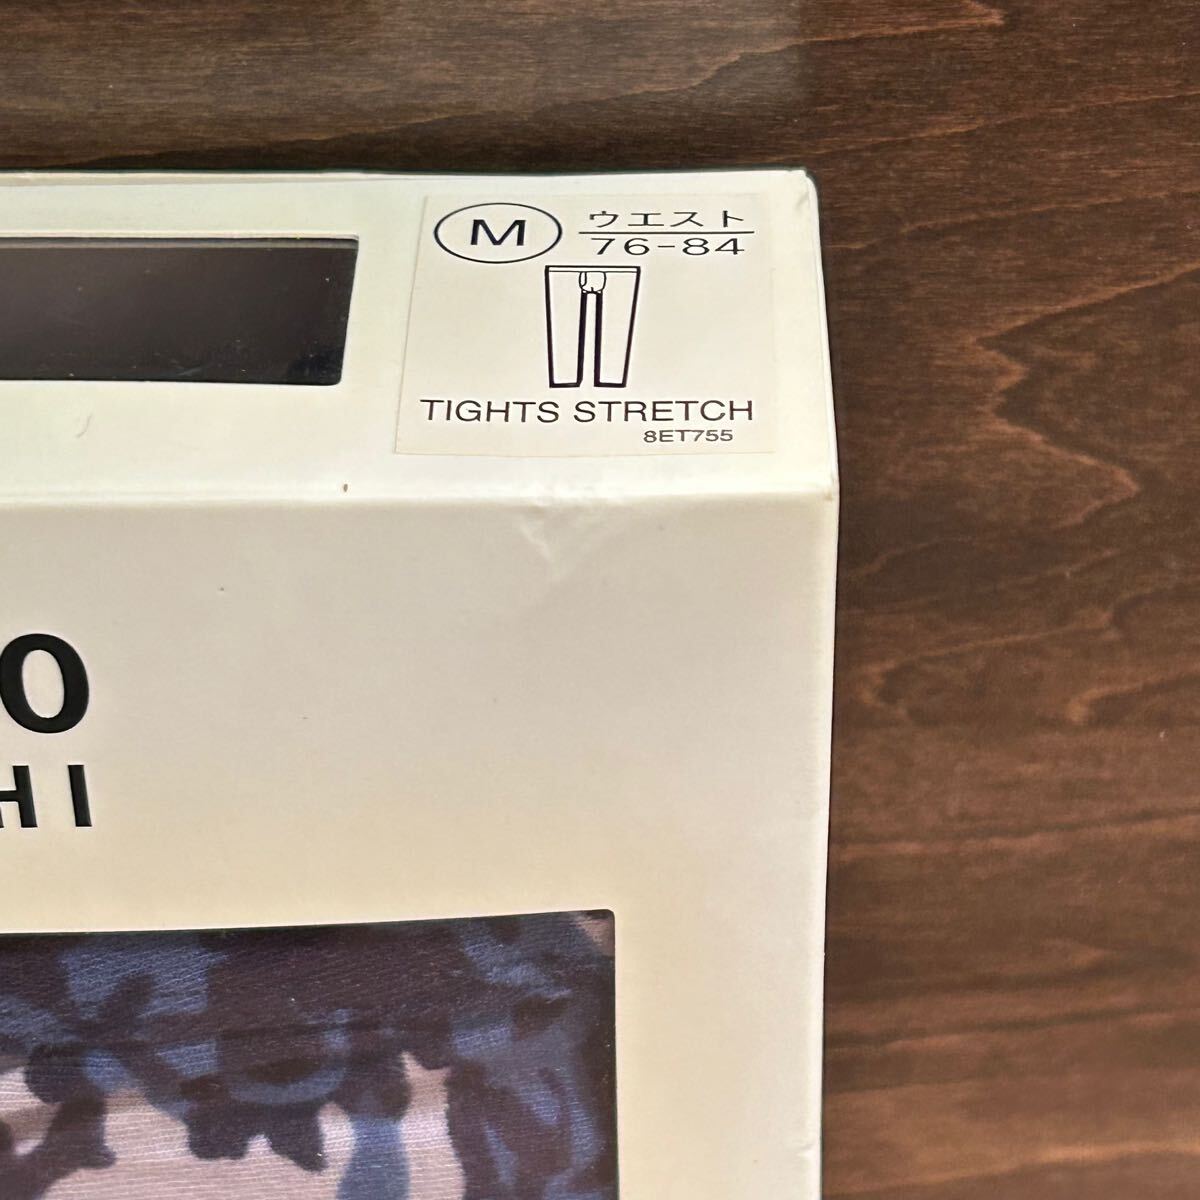 M
ウエスト
76-84
TIGHTS STRETCH
8ET755
O
HI